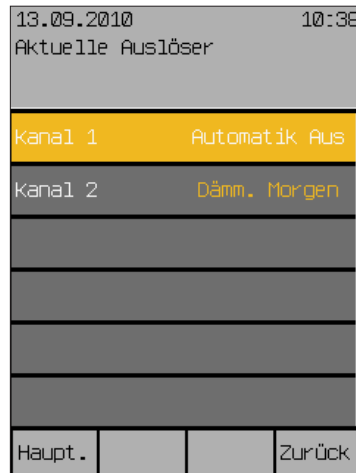 13.09.2010 10:38
Aktuelle Auslöser
Kanal 1 Automatik Aus
Kanal 2 Dämm. Morgen
Haupt. Zurück